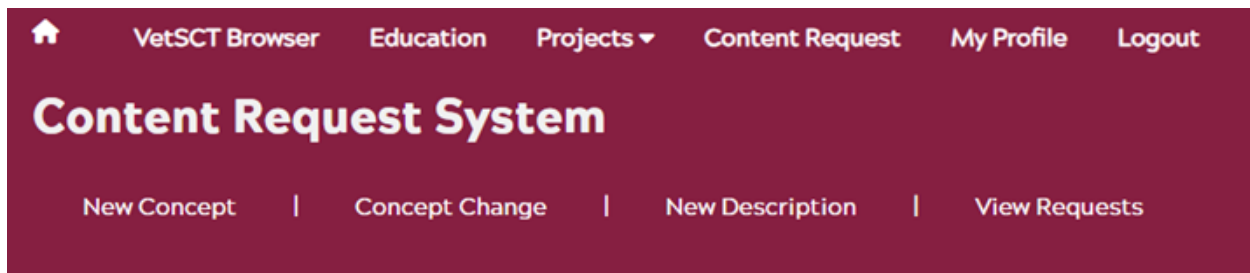 VetSCT Browser Education Projects Content Request My Profile Logout
Content Request System
New Concept | Concept Change | New Description | View Requests